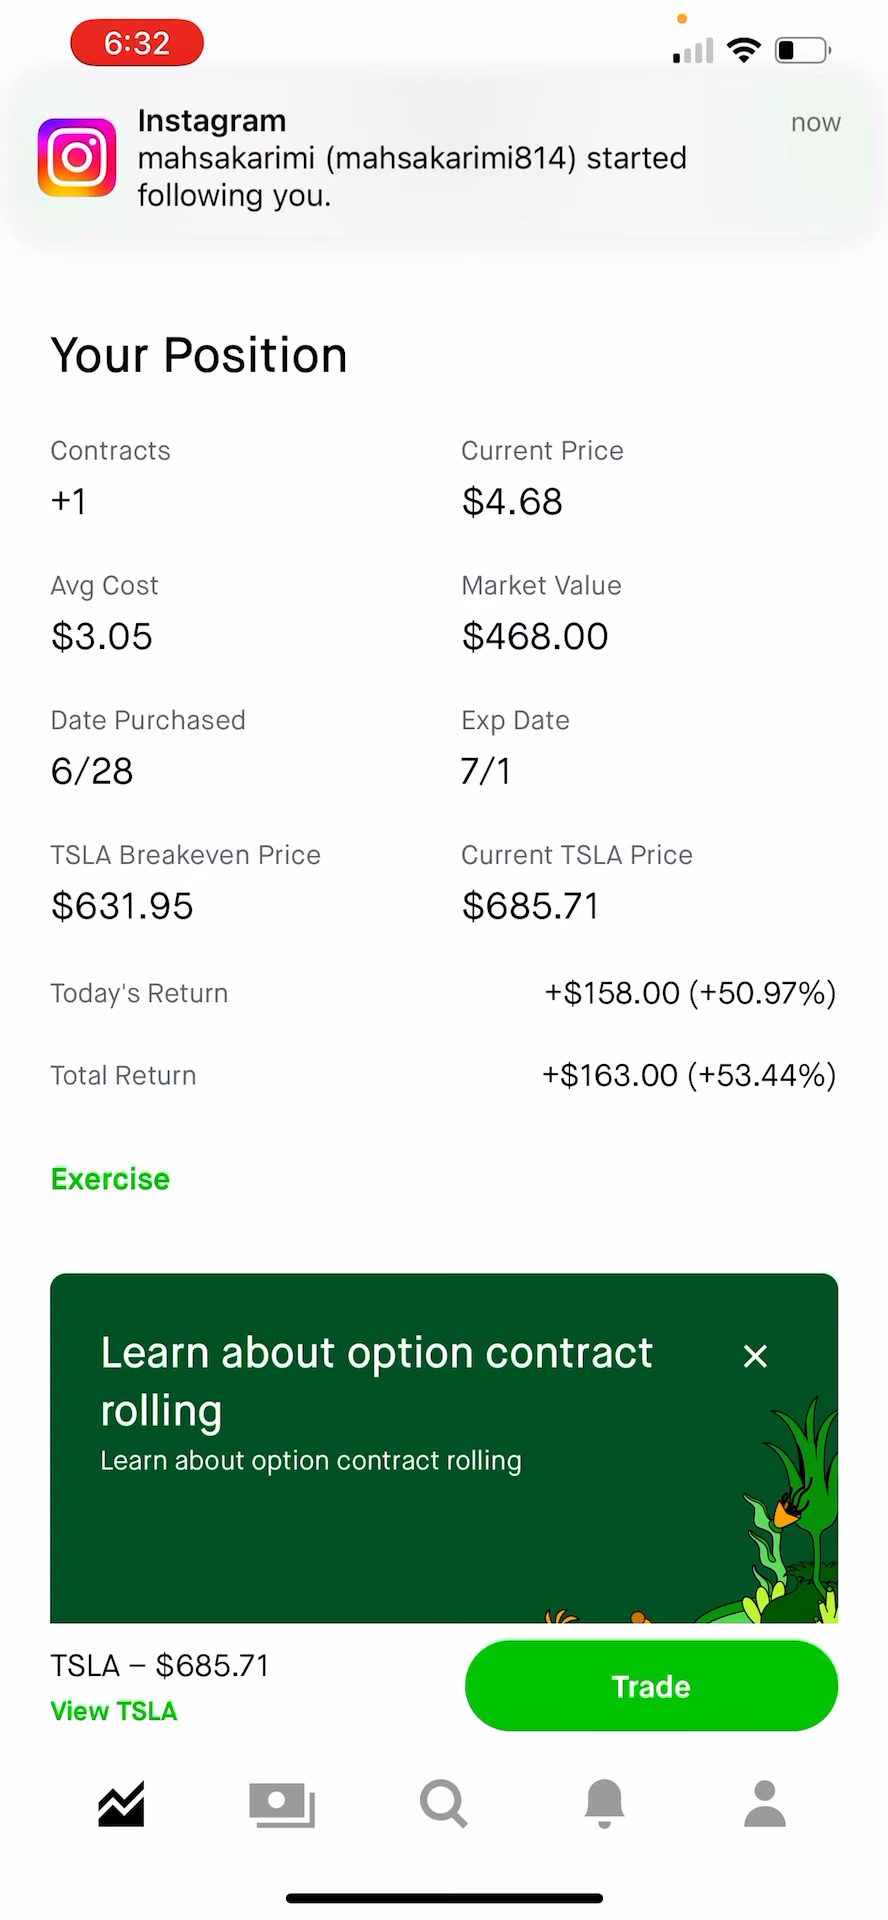 6:32
Instagram
now
mahsakarimi (mahsakarimi814) started
following you.
Your Position
Contracts
Current Price
+1
$4.68
Avg Cost
Market Value
$3.05
$468.00
Date Purchased
Exp Date
6/28
7/1
TSLA Breakeven Price
Current TSLA Price
$631.95
$685.71
Today's Return
+$158.00 (+50.97%)
Total Return
+$163.00 (+53.44%)
Exercise
Learn about option contract
rolling
Learn about option contract rolling
TSLA – $685.71
View TSLA
Trade